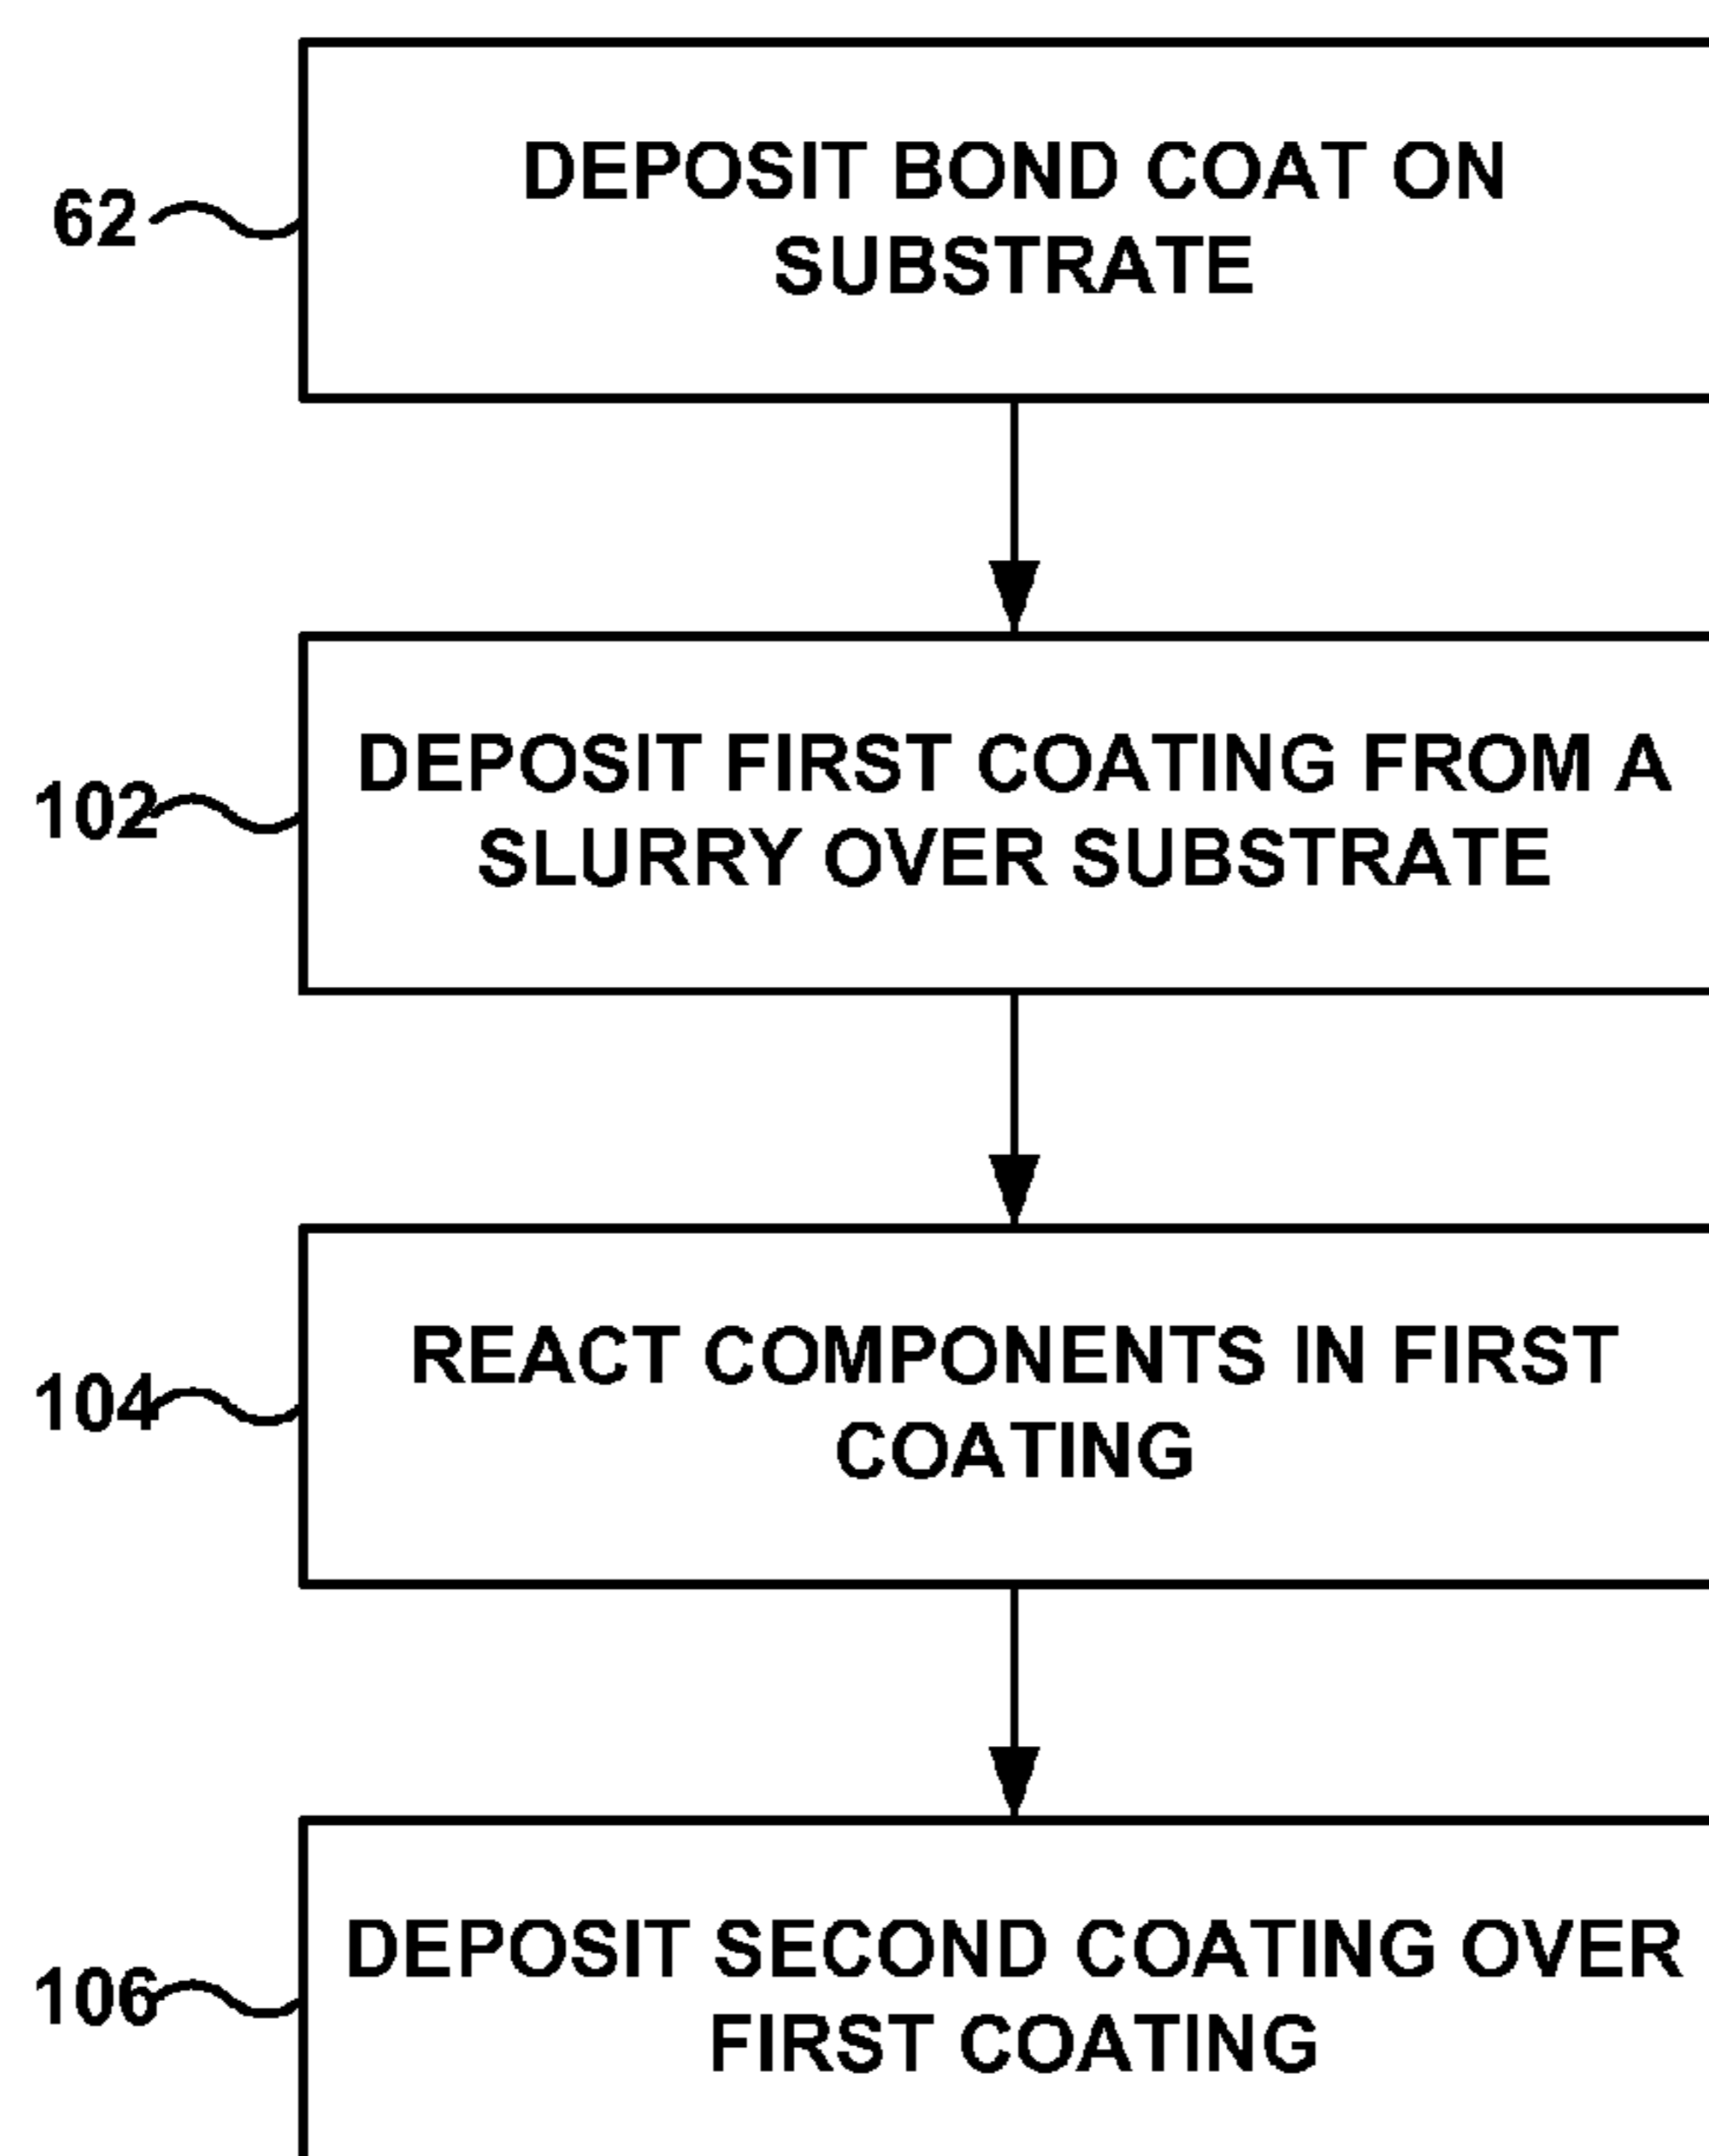 62
DEPOSIT BOND COAT ON
SUBSTRATE
102
DEPOSIT FIRST COATING FROM A
SLURRY OVER SUBSTRATE
104
REACT COMPONENTS IN FIRST
COATING
106
DEPOSIT SECOND COATING OVER
FIRST COATING